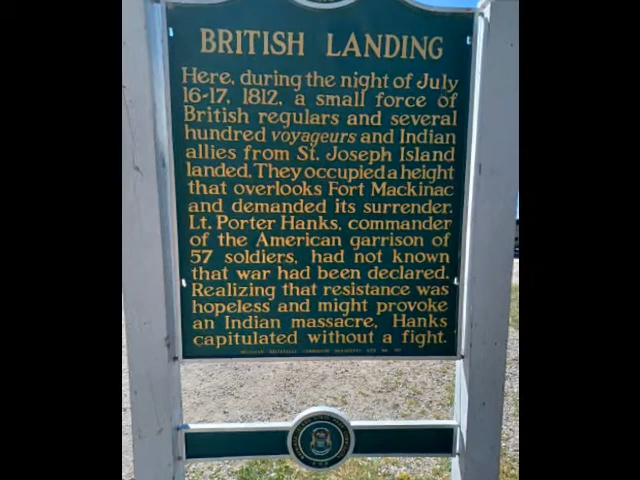 BRITISH LANDING
Here, during the night of July
16-17, 1812, a small force of
British regulars and several
hundred voyageurs and Indian
allies from St. Joseph Island
landed. They occupied a height
that overlooks Fort Mackinac
and demanded its surrender.
Lt. Porter Hanks, commander
of the American garrison of
57 soldiers, had not known
that war had been declared.
Realizing that resistance was
hopeless and might provoke
an Indian massacre, Hanks
capitulated without a fight.